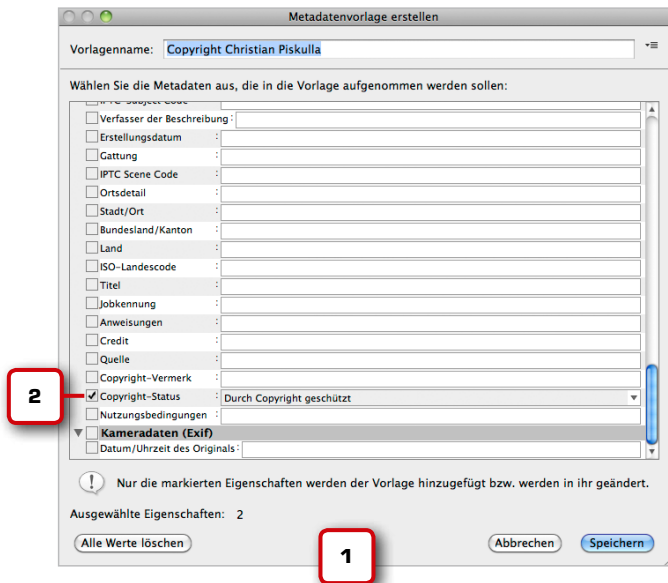 Metadatenvorlage erstellen
Vorlagenname: Copyright Christian Piskulla
Wählen Sie die Metadaten aus, die in die Vorlage aufgenommen werden sollen:
IPTC-Subject Code
Verfasser der Beschreibung :
Erstellungsdatum :
Gattung :
IPTC Scene Code :
Ortsdetail :
Stadt/Ort :
Bundesland/Kanton :
Land :
ISO-Landescode :
Titel :
Jobkennung :
Anweisungen :
Credit :
Quelle :
Copyright-Vermerk :
2 Copyright-Status : Durch Copyright geschützt
Nutzungsbedingungen :
Kameradaten (Exif)
Datum/Uhrzeit des Originals :
Nur die markierten Eigenschaften werden der Vorlage hinzugefügt bzw. werden in ihr geändert.
Ausgewählte Eigenschaften: 2
Alle Werte löschen 1 Abbrechen Speichern